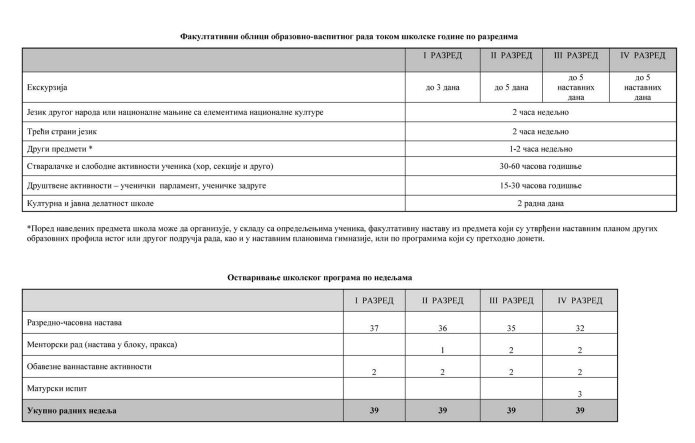 Факултативни облици образовно-васпитног рада током школске године по разредима
I РАЗРЕД II РАЗРЕД III РАЗРЕД IV РАЗРЕД
Екскурзија до 3 дана до 5 дана до 5 наставних дана до 5 наставних дана
Језик другог народа или националне мањине са елементима националне културе 2 часа недељно
Трећи страни језик 2 часа недељно
Други предмети * 1-2 часа недељно
Стваралачке и слободне активности ученика (хор, секције и друго) 30-60 часова годишње
Друштвене активности – ученички парламент, ученичке задруге 15-30 часова годишње
Културна и јавна делатност школе 2 радна дана
*Поред наведених предмета школа може да организује, у складу са опредељењима ученика, факултативну наставу из предмета који су утврђени наставним планом других
образовних профила истог или другог подручја рада, као и у наставним плановима гимназије, или по програмима који су претходно донети.
Остваривање школског програма по недељама
I РАЗРЕД II РАЗРЕД III РАЗРЕД IV РАЗРЕД
Разредно-часовна настава 37 36 35 32
Менторски рад (настава у блоку, пракса) 1 2 2
Обавезне ваннаставне активности 2 2 2 2
Матурски испит 3
Укупно радних недеља 39 39 39 39